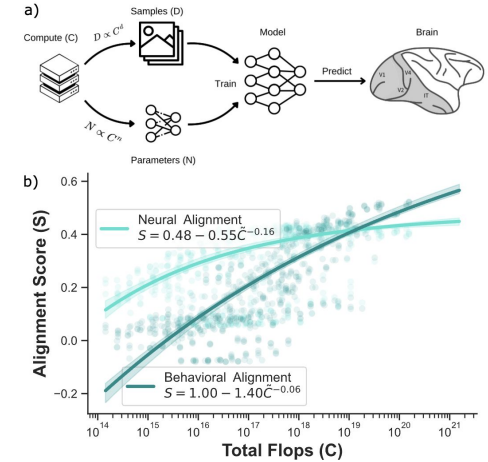 a)
Samples (D)
Compute (C)
D ∝ C^δ
Model
Brain
Train
Predict
V1
V4
V2
IT
N ∝ C^η
Parameters (N)
b)
Alignment Score (S)
0.6
0.4
0.2
0.0
−0.2
Neural Alignment
S = 0.48 − 0.55C̃^−0.16
Behavioral Alignment
S = 1.00 − 1.40C̃^−0.06
10^14 10^15 10^16 10^17 10^18 10^19 10^20 10^21
Total Flops (C)